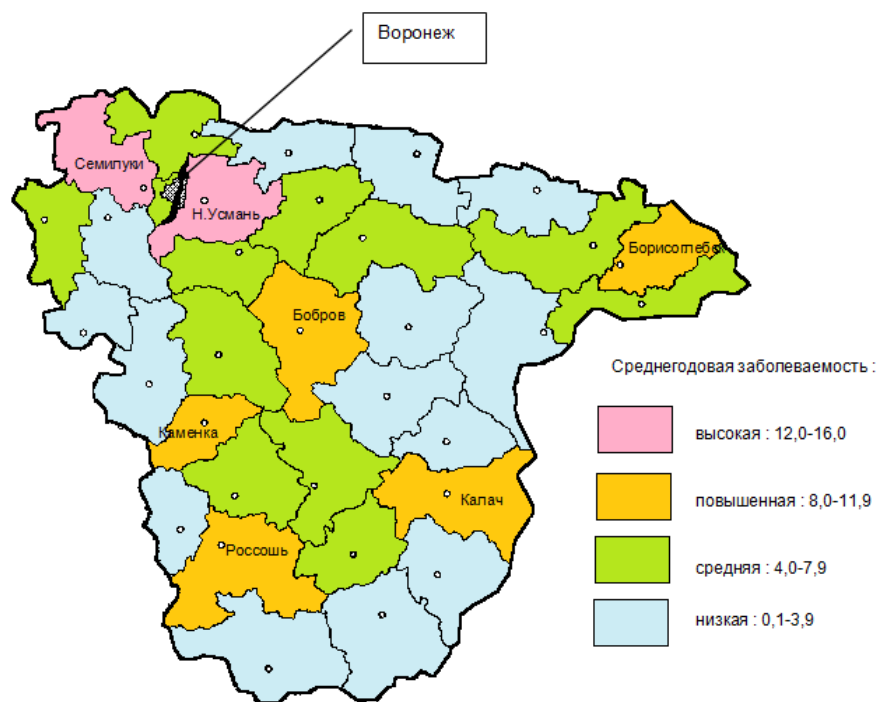 Воронеж
Семилуки
Н.Усмань
Борисоглебск
Бобров
Среднегодовая заболеваемость :
высокая : 12,0-16,0
Каменка
повышенная : 8,0-11,9
Калач
Россошь
средняя : 4,0-7,9
низкая : 0,1-3,9